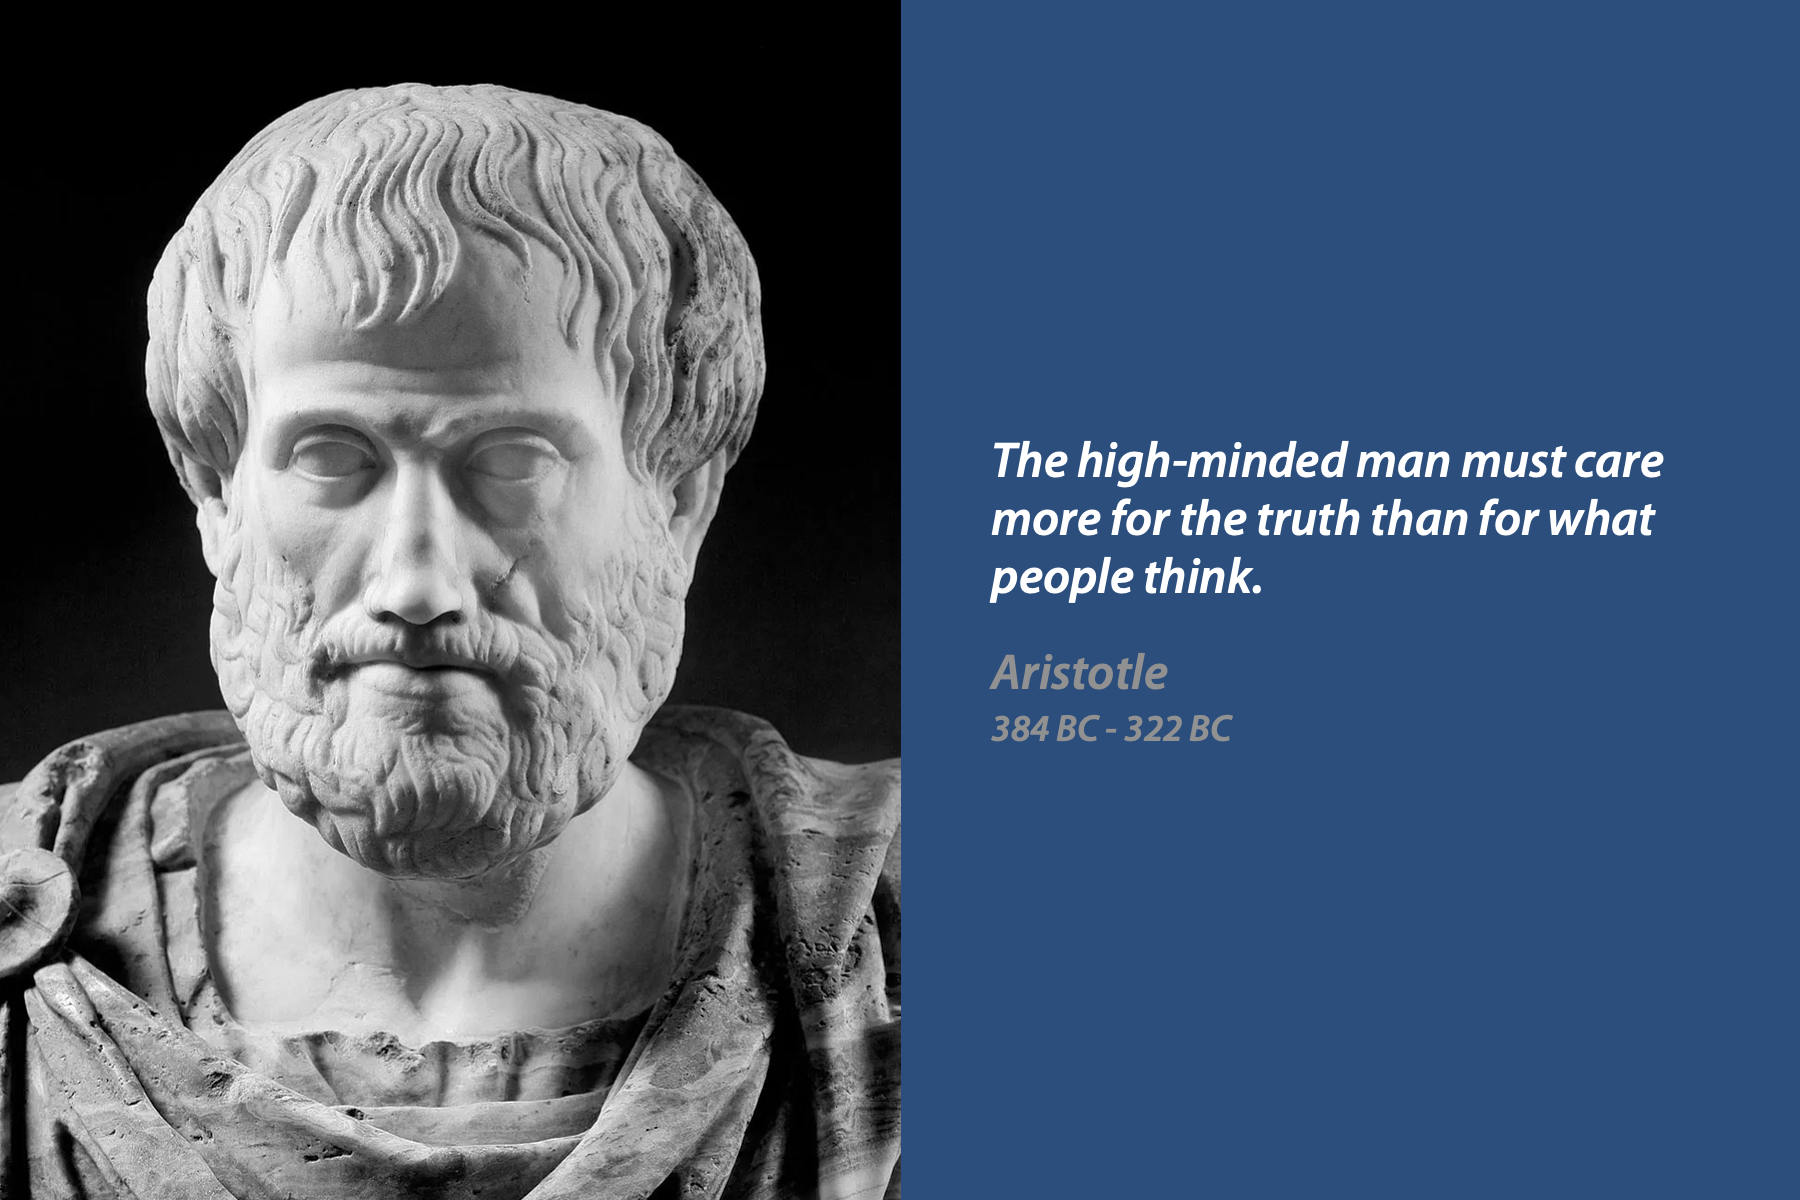 The high-minded man must care
more for the truth than for what
people think.
Aristotle
384 BC - 322 BC